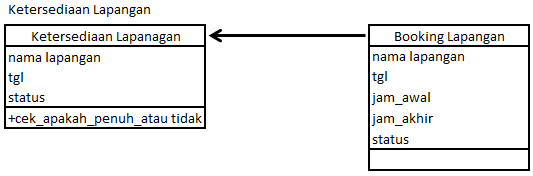 Ketersediaan Lapangan
Ketersediaan Lapanagan
nama lapangan
tgl
status
+cek_apakah_penuh_atau tidak
Booking Lapangan
nama lapangan
tgl
jam_awal
jam_akhir
status